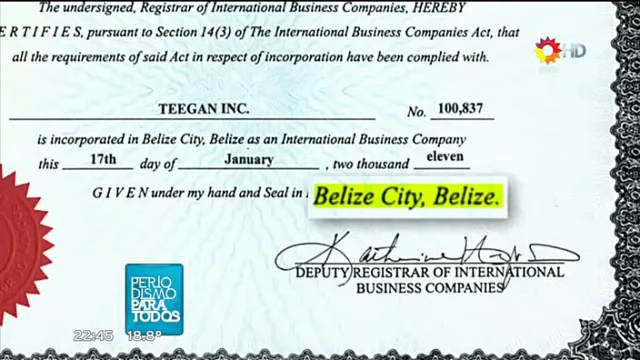 The undersigned, Registrar of International Business Companies, HEREBY
ERTIFIES, pursuant to Section 14(3) of The International Business Companies Act, that
all the requirements of said Act in respect of incorporation have been complied with.
TEEGAN INC. No. 100,837
is incorporated in Belize City, Belize as an International Business Company
this 17th day of January, two thousand eleven
GIVEN under my hand and Seal in
Belize City, Belize.
DEPUTY REGISTRAR OF INTERNATIONAL
BUSINESS COMPANIES
HD
PERIO
DISMO
PARA
TODOS
22:45 18.8°